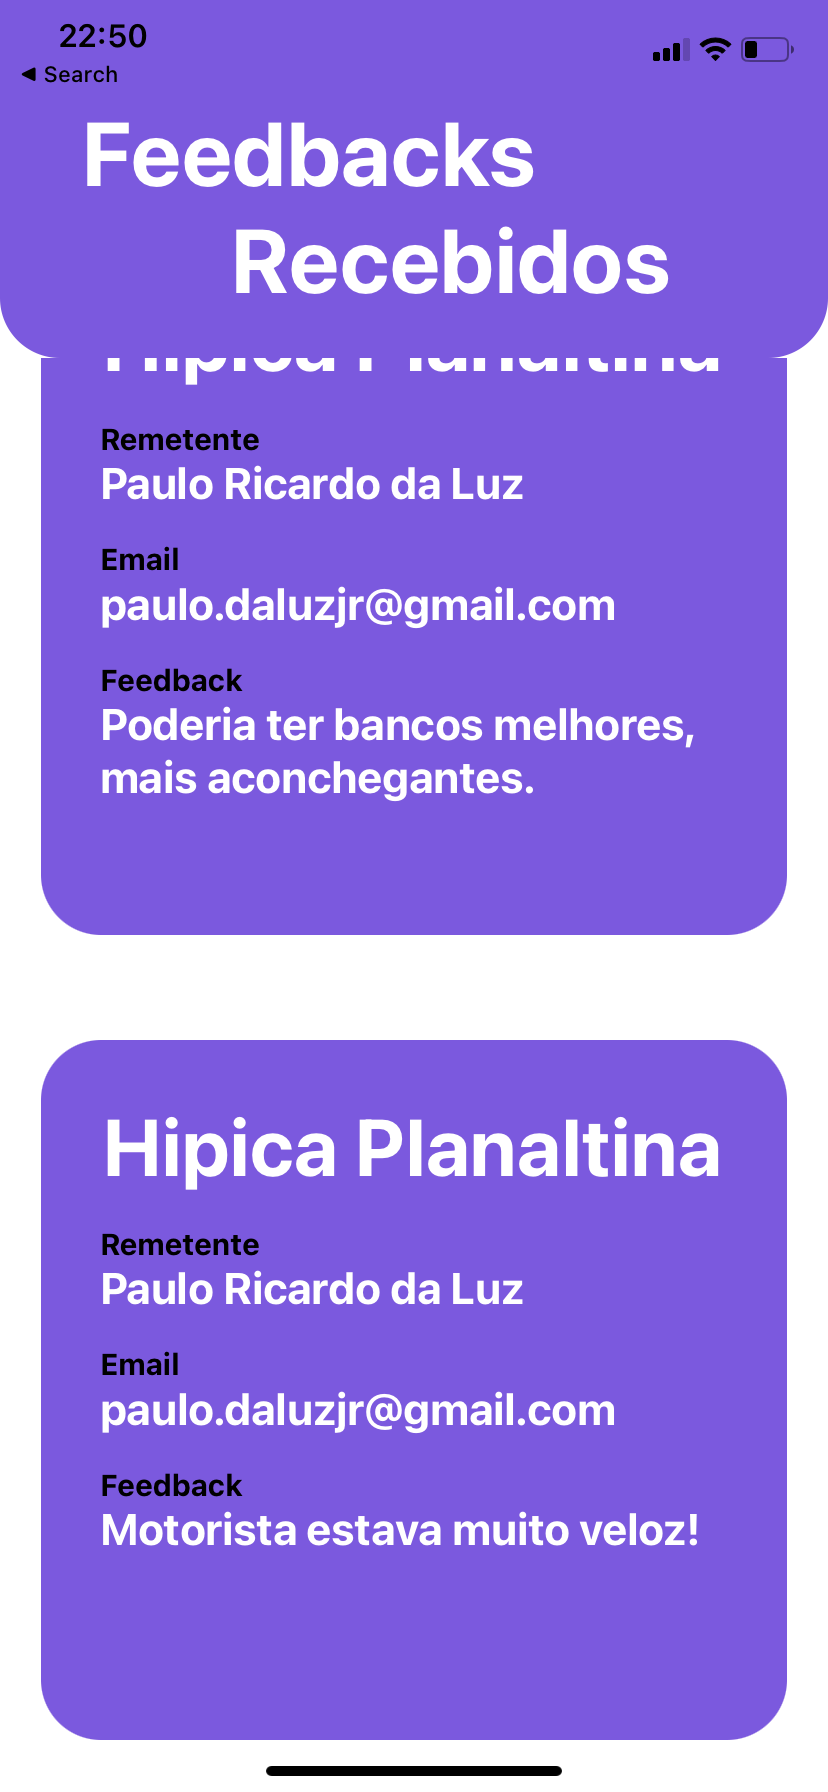 22:50
Search
Feedbacks
Recebidos
Hipica Planaltina
Remetente
Paulo Ricardo da Luz
Email
paulo.daluzjr@gmail.com
Feedback
Poderia ter bancos melhores,
mais aconchegantes.
Hipica Planaltina
Remetente
Paulo Ricardo da Luz
Email
paulo.daluzjr@gmail.com
Feedback
Motorista estava muito veloz!